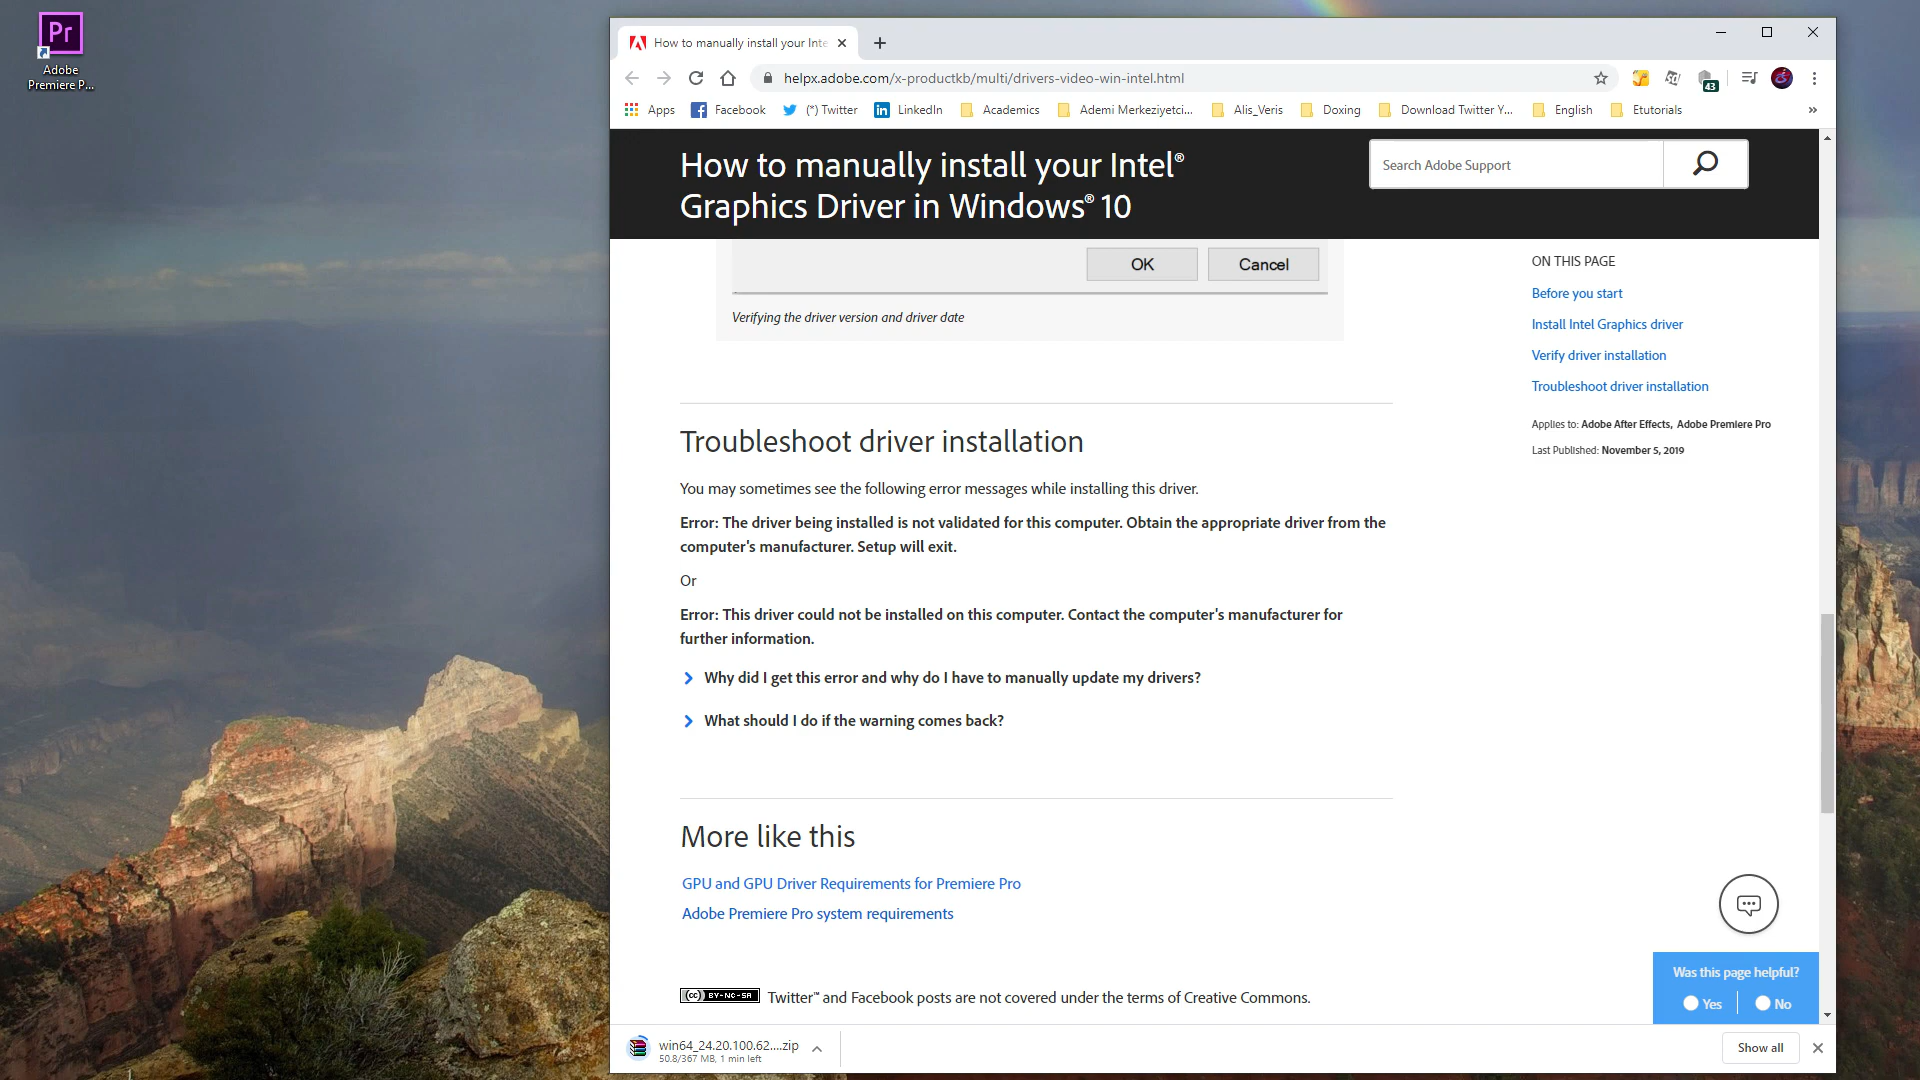 Pr
Adobe
Premiere P...
How to manually install your Inte
helpx.adobe.com/x-productkb/multi/drivers-video-win-intel.html
43
Apps
Facebook
(*) Twitter
LinkedIn
Academics
Ademi Merkeziyetci...
Alis_Veris
Doxing
Download Twitter Y...
English
Etutorials
»
How to manually install your Intel®
Graphics Driver in Windows® 10
Search Adobe Support
OK
Cancel
Verifying the driver version and driver date
ON THIS PAGE
Before you start
Install Intel Graphics driver
Verify driver installation
Troubleshoot driver installation
Applies to: Adobe After Effects, Adobe Premiere Pro
Last Published: November 5, 2019
Troubleshoot driver installation
You may sometimes see the following error messages while installing this driver.
Error: The driver being installed is not validated for this computer. Obtain the appropriate driver from the
computer's manufacturer. Setup will exit.
Or
Error: This driver could not be installed on this computer. Contact the computer's manufacturer for
further information.
Why did I get this error and why do I have to manually update my drivers?
What should I do if the warning comes back?
More like this
GPU and GPU Driver Requirements for Premiere Pro
Adobe Premiere Pro system requirements
Was this page helpful?
Yes
No
(cc) BY-NC-SA
Twitter™ and Facebook posts are not covered under the terms of Creative Commons.
win64_24.20.100.62....zip
50.8/367 MB, 1 min left
Show all